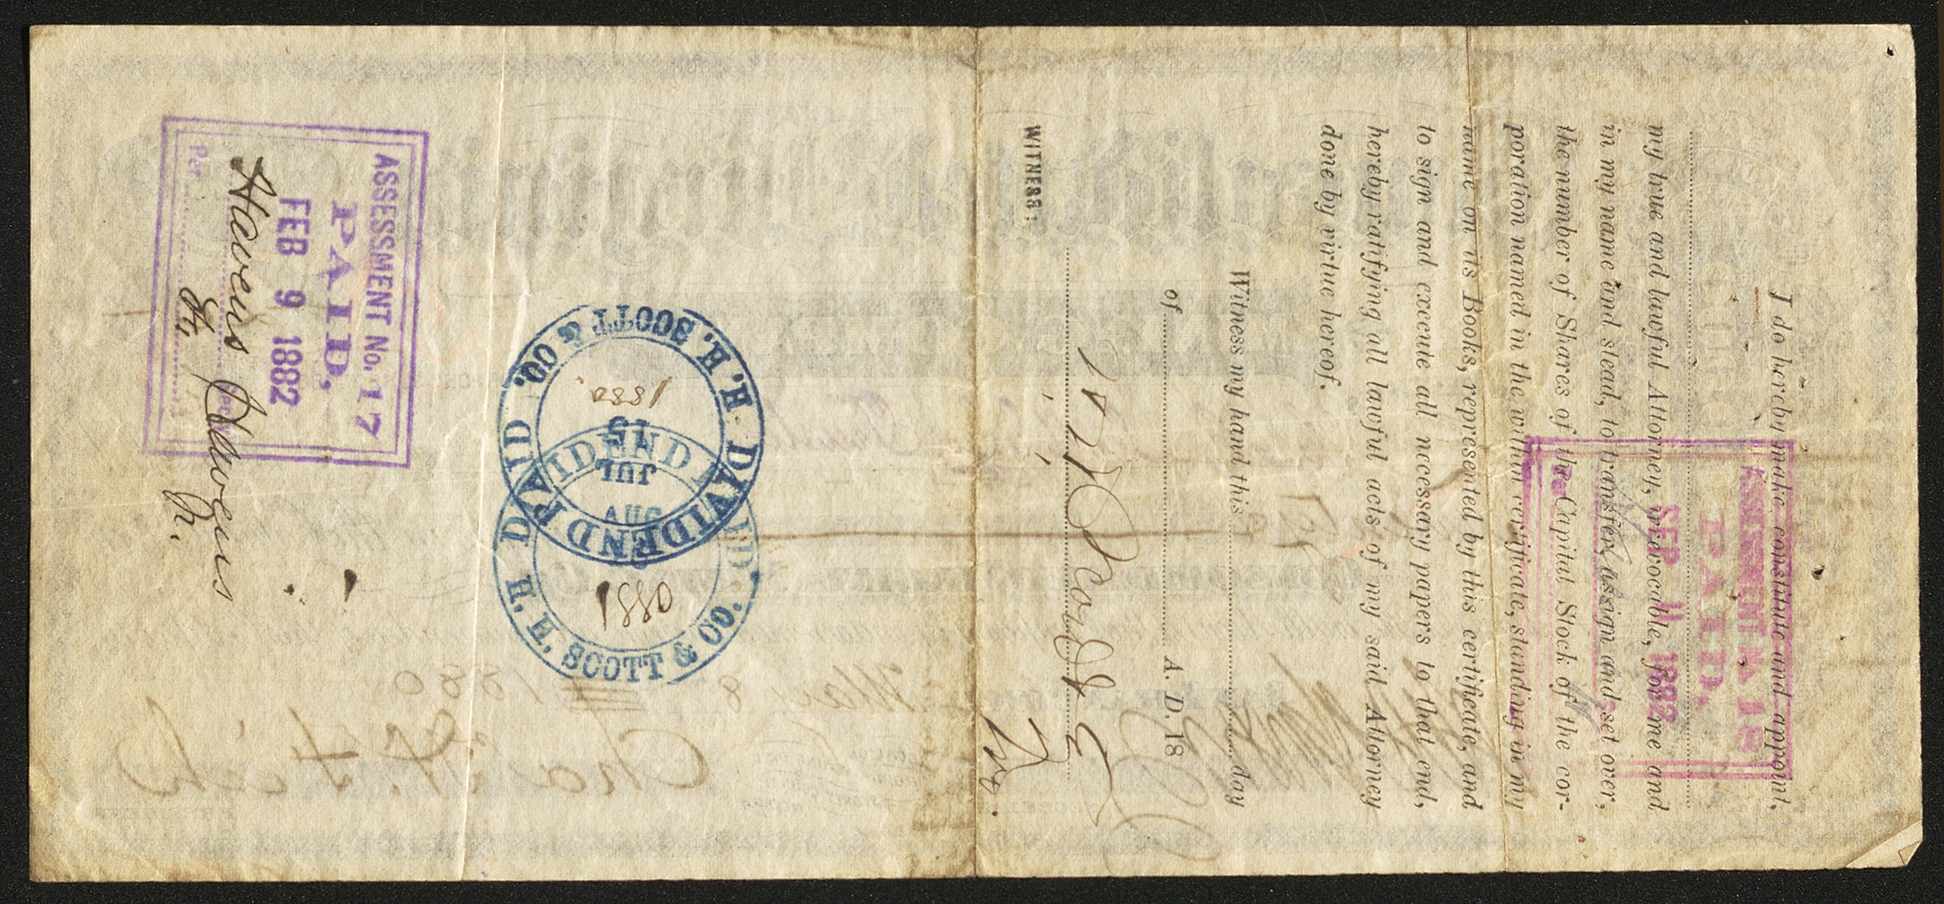 I do hereby make, constitute and appoint,
my true and lawful Attorney, irrevocable, for me and
in my name and stead, to transfer, assign and set over,
the number of Shares of the Capital Stock of the cor-
poration named in the within certificate, standing in my
name on its Books, represented by this certificate, and
to sign and execute all necessary papers to that end,
hereby ratifying all lawful acts of my said Attorney
done by virtue hereof.
Witness my hand this day
of A. D. 18
WITNESS:
Tr.
ASSESSMENT No. 18
PAID,
SEP 11 1882
Per
H. H. SCOTT & CO.
DIVIDEND PAID
JUL 15
1880.
H. H. SCOTT & CO.
DIVIDEND PAID
AUG
1880
ASSESSMENT No. 17
PAID,
FEB 9 1882
Havens
Per
Secy